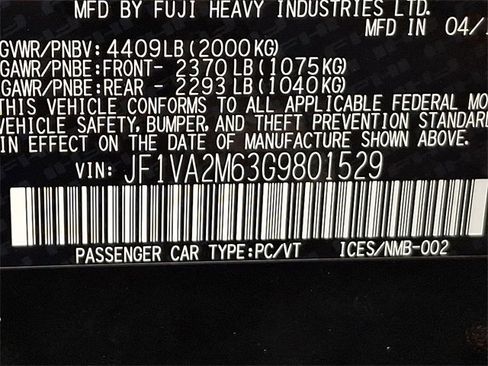 MFD BY FUJI HEAVY INDUSTRIES LTD.
MFD IN 04/
GVWR/PNBV: 4409LB(2000KG)
GAWR/PNBE:FRONT- 2370 LB(1075KG)
GAWR/PNBE:REAR - 2293 LB(1040KG)
THIS VEHICLE CONFORMS TO ALL APPLICABLE FEDERAL MO
VEHICLE SAFETY, BUMPER, AND THEFT PREVENTION STANDARD
IN EFFECT ON THE DATE OF MANUFACTURE SHOWN ABOVE.
VIN: JF1VA2M63G9801529
PASSENGER CAR TYPE:PC/VT ICES/NMB-002